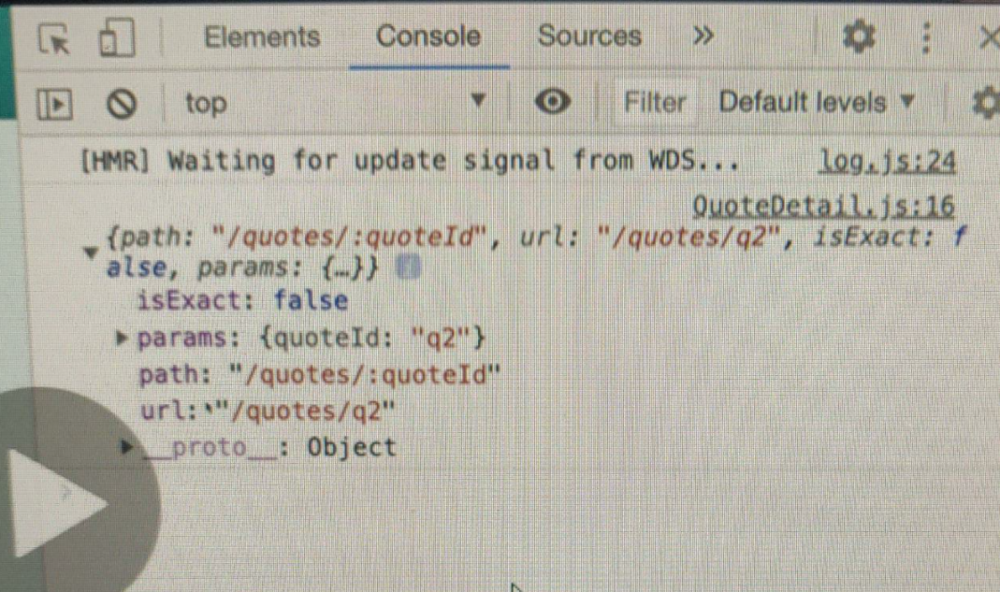 Elements Console Sources »
top Filter Default levels
[HMR] Waiting for update signal from WDS... log.js:24
QuoteDetail.js:16
{path: "/quotes/:quoteId", url: "/quotes/q2", isExact: f
alse, params: {…}}
isExact: false
params: {quoteId: "q2"}
path: "/quotes/:quoteId"
url: "/quotes/q2"
__proto__: Object